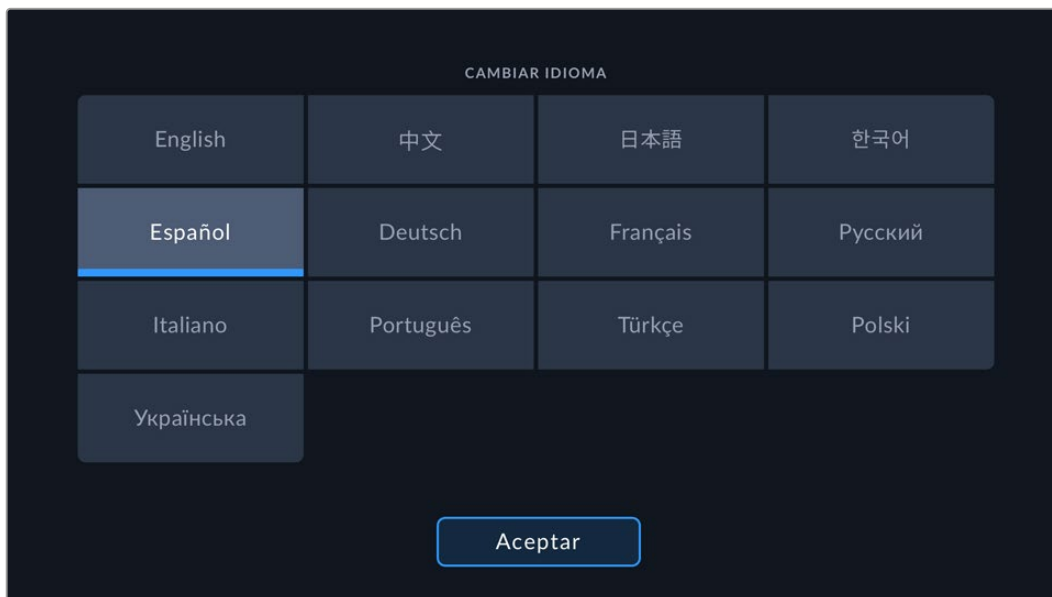 CAMBIAR IDIOMA
English
中文
日本語
한국어
Español
Deutsch
Français
Русский
Italiano
Português
Türkçe
Polski
Українська
Aceptar